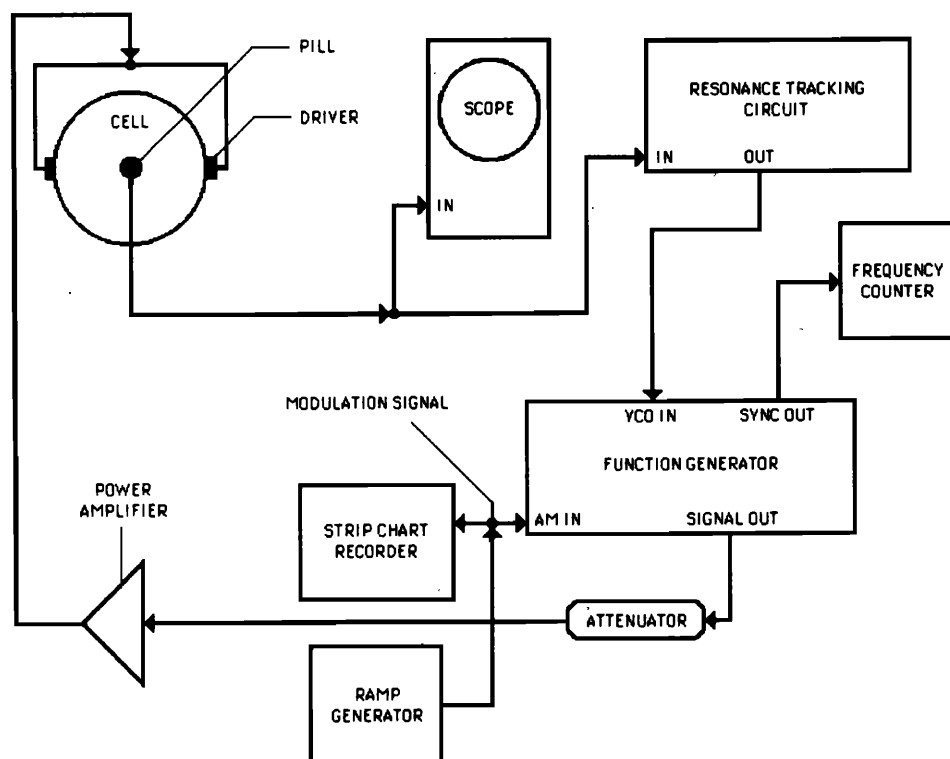 PILL
CELL
DRIVER
SCOPE
IN
RESONANCE TRACKING
CIRCUIT
IN OUT
FREQUENCY
COUNTER
MODULATION SIGNAL
YCO IN SYNC OUT
FUNCTION GENERATOR
AM IN SIGNAL OUT
POWER
AMPLIFIER
STRIP CHART
RECORDER
ATTENUATOR
RAMP
GENERATOR